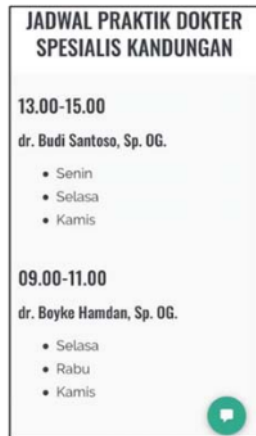 JADWAL PRAKTIK DOKTER
SPESIALIS KANDUNGAN
13.00-15.00
dr. Budi Santoso, Sp. OG.
• Senin
• Selasa
• Kamis
09.00-11.00
dr. Boyke Hamdan, Sp. OG.
• Selasa
• Rabu
• Kamis